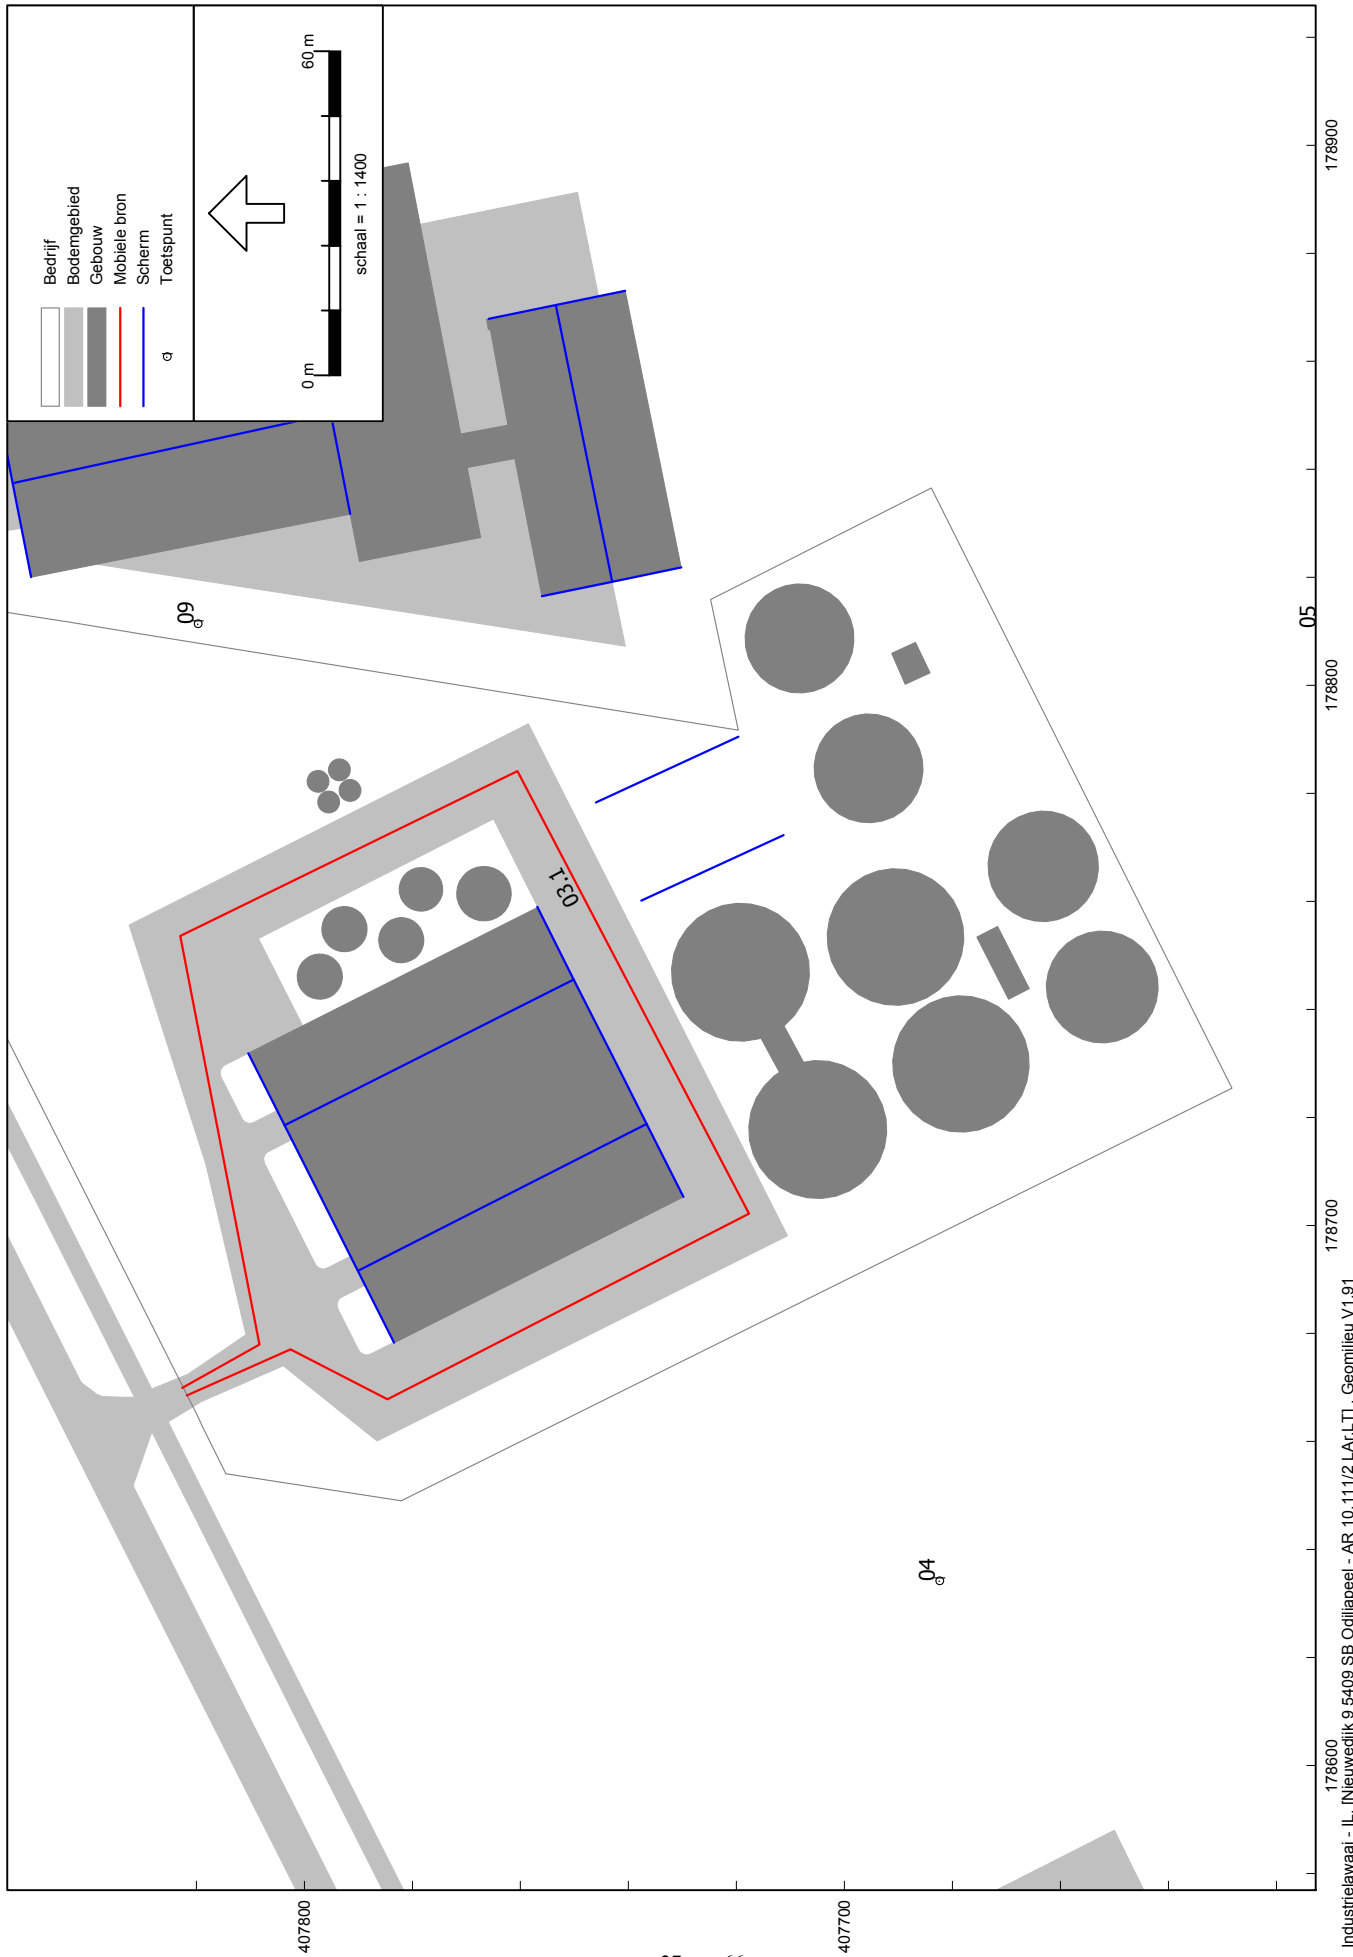 Bedrijf
Bodemgebied
Gebouw
Mobiele bron
Scherm
Toetspunt
0 m
60 m
schaal = 1 : 1400
09
03.1
04
05
407800
407700
178600
178700
178800
178900
Industrielawaai - IL, [Nieuwedijk 9 5409 SB Odiliapeel - AR 10.111/2 LAr,LT] , Geomilieu V1.91